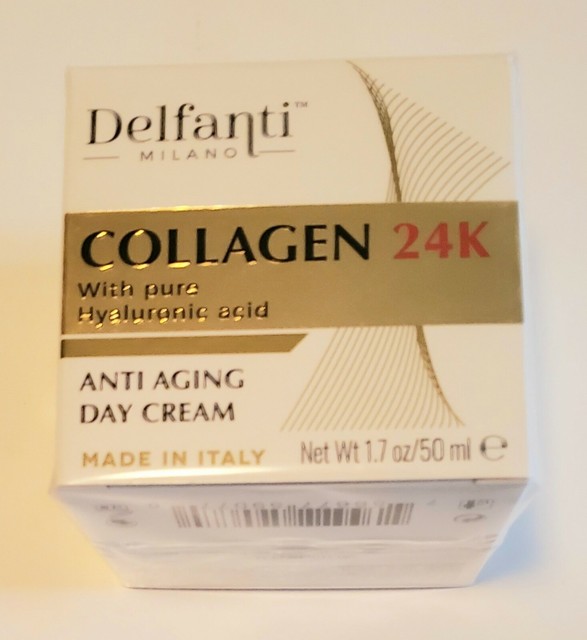 Delfanti™
MILANO
COLLAGEN 24K
With pure
Hyaluronic acid
ANTI AGING
DAY CREAM
MADE IN ITALY
Net Wt 1.7 oz/50 ml ℮